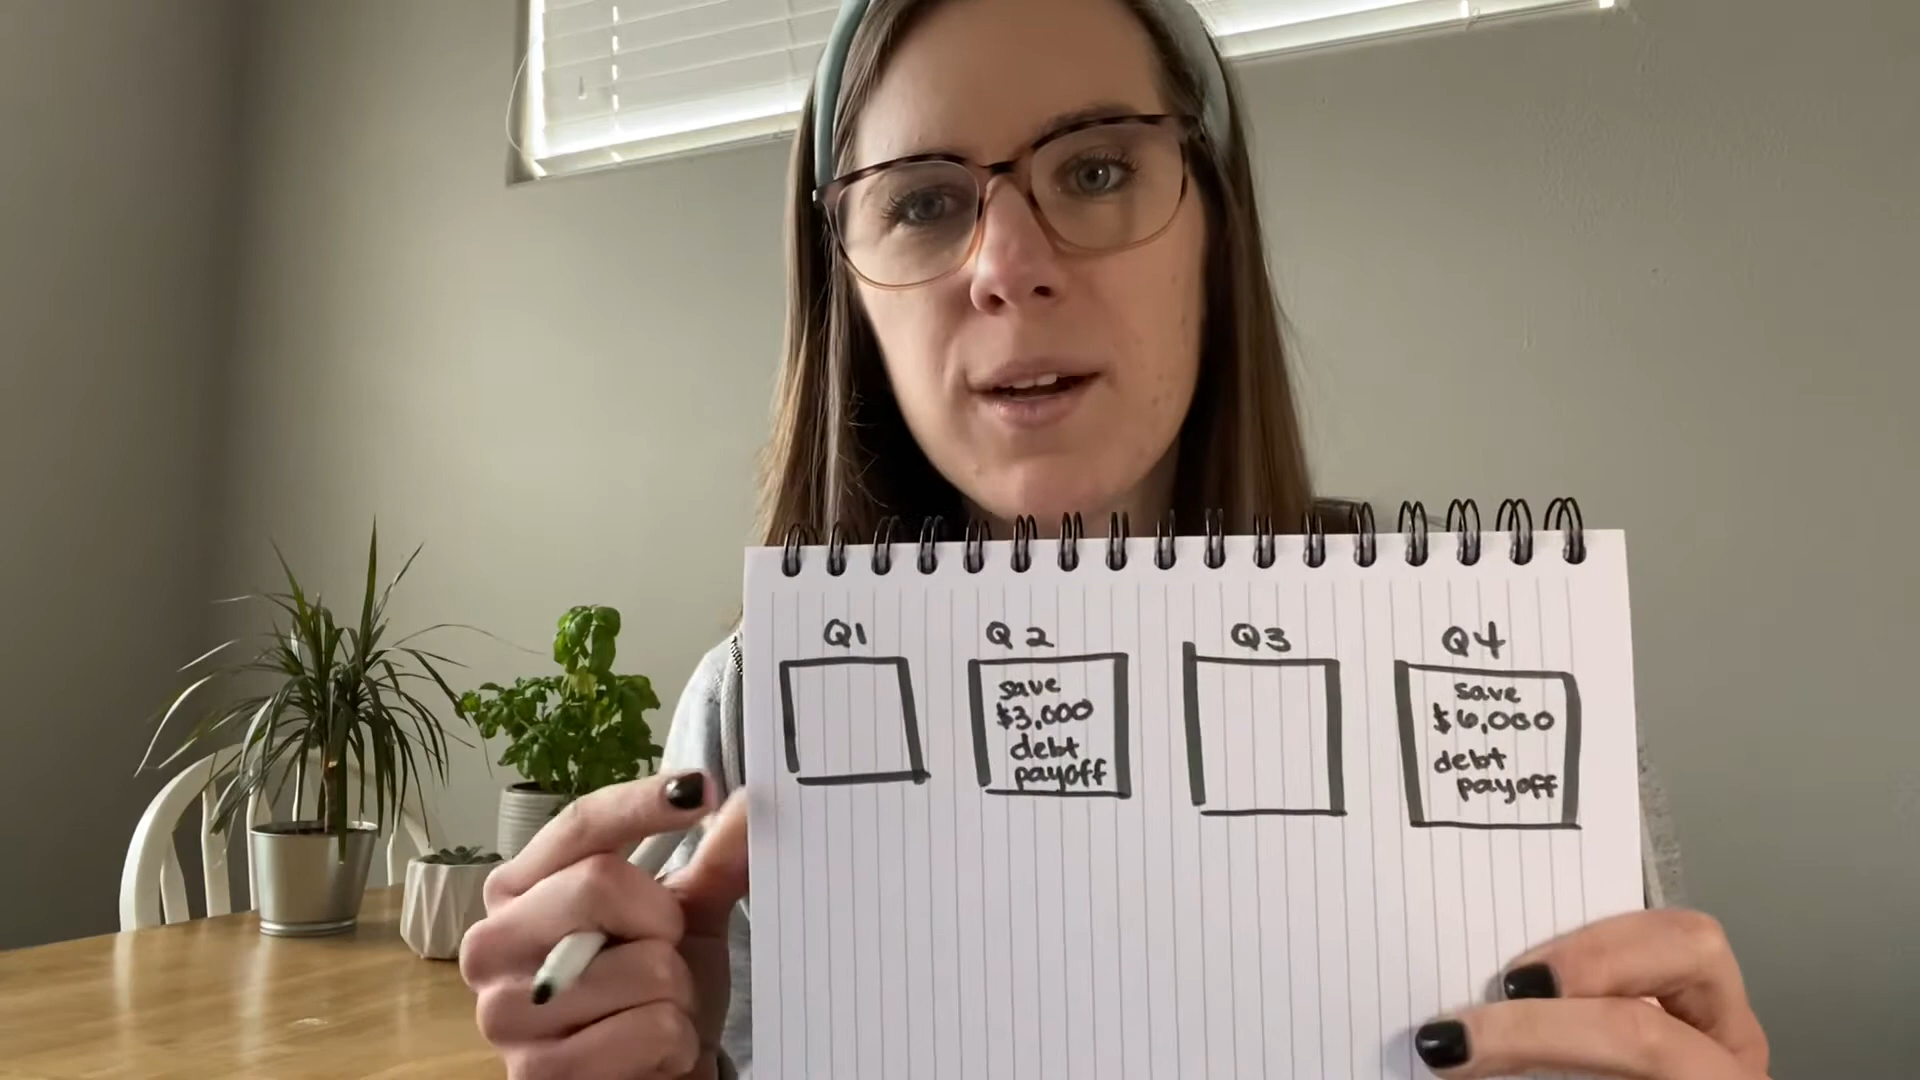 Q1
Q2
Q3
Q4
save
$3,000
debt
payoff
save
$6,000
debt
payoff